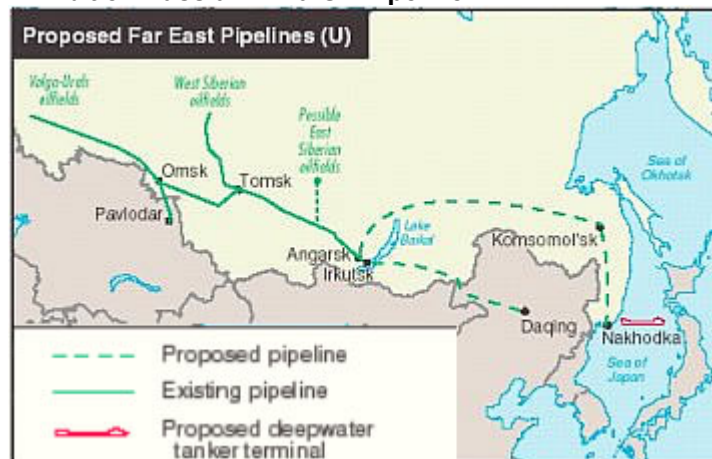 Proposed Far East Pipelines (U)
Volga-Urals
oilfields
West Siberian
oilfields
Possible
East
Siberian
oilfields
Sea of
Okhotsk
Omsk
Tomsk
Pavlodar
Lake
Baikal
Komsomol'sk
Angarsk
Irkutsk
Daqing
Nakhodka
Sea of
Japan
Proposed pipeline
Existing pipeline
Proposed deepwater
tanker terminal